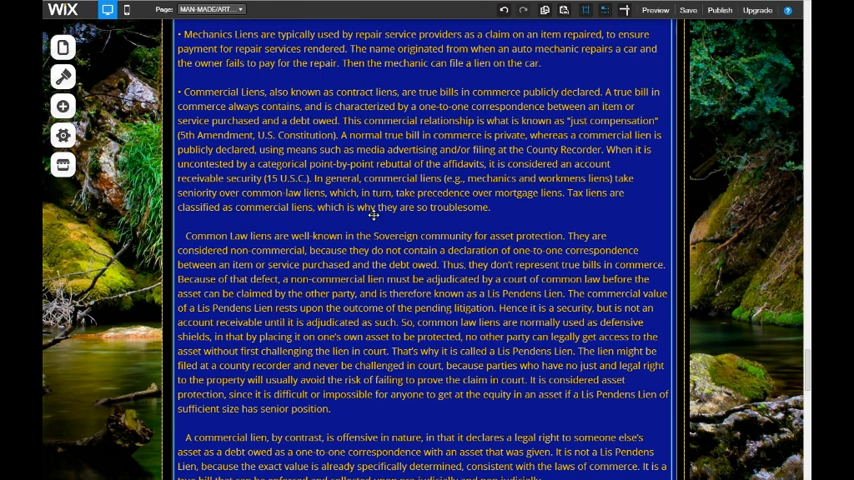 WiX
Page: MAN-MADE/ART...
Preview Save Publish Upgrade ?
• Mechanics Liens are typically used by repair service providers as a claim on an item repaired, to ensure
payment for repair services rendered. The name originated from when an auto mechanic repairs a car and
the owner fails to pay for the repair. Then the mechanic can file a lien on the car.
• Commercial Liens, also known as contract liens, are true bills in commerce publicly declared. A true bill in
commerce always contains, and is characterized by a one-to-one correspondence between an item or
service purchased and a debt owed. This commercial relationship is what is known as "just compensation"
(5th Amendment, U.S. Constitution). A normal true bill in commerce is private, whereas a commercial lien is
publicly declared, using means such as media advertising and/or filing at the County Recorder. When it is
uncontested by a categorical point-by-point rebuttal of the affidavits, it is considered an account
receivable security (15 U.S.C.). In general, commercial liens (e.g., mechanics and workmens liens) take
seniority over common-law liens, which, in turn, take precedence over mortgage liens. Tax liens are
classified as commercial liens, which is why they are so troublesome.
Common Law liens are well-known in the Sovereign community for asset protection. They are
considered non-commercial, because they do not contain a declaration of one-to-one correspondence
between an item or service purchased and the debt owed. Thus, they don't represent true bills in commerce.
Because of that defect, a non-commercial lien must be adjudicated by a court of common law before the
asset can be claimed by the other party, and is therefore known as a Lis Pendens Lien. The commercial value
of a Lis Pendens Lien rests upon the outcome of the pending litigation. Hence it is a security, but is not an
account receivable until it is adjudicated as such. So, common law liens are normally used as defensive
shields, in that by placing it on one's own asset to be protected, no other party can legally get access to the
asset without first challenging the lien in court. That's why it is called a Lis Pendens Lien. The lien might be
filed at a county recorder and never be challenged in court, because parties who have no just and legal right
to the property will usually avoid the risk of failing to prove the claim in court. It is considered asset
protection, since it is difficult or impossible for anyone to get at the equity in an asset if a Lis Pendens Lien of
sufficient size has senior position.
A commercial lien, by contrast, is offensive in nature, in that it declares a legal right to someone else's
asset as a debt owed as a one-to-one correspondence with an asset that was given. It is not a Lis Pendens
Lien, because the exact value is already specifically determined, consistent with the laws of commerce. It is a
true bill that can be enforced and collected upon pre-judicially and non-judicially.